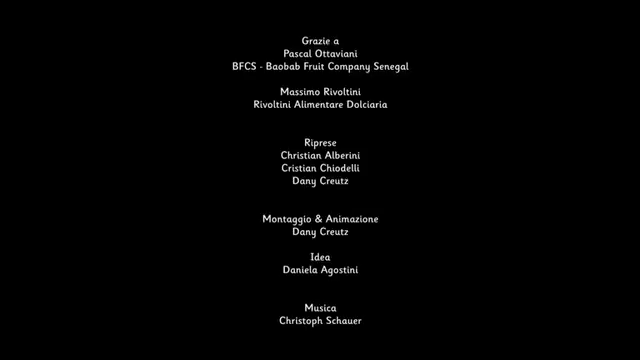 Grazie a
Pascal Ottaviani
BFCS - Baobab Fruit Company Senegal
Massimo Rivoltini
Rivoltini Alimentare Dolciaria
Riprese
Christian Alberini
Cristian Chiodelli
Dany Creutz
Montaggio & Animazione
Dany Creutz
Idea
Daniela Agostini
Musica
Christoph Schauer